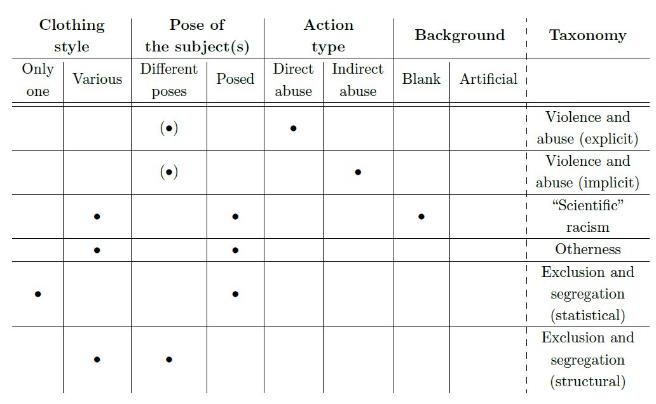 Clothing style | Pose of the subject(s) | Action type | Background | Taxonomy
Only one | Various | Different poses | Posed | Direct abuse | Indirect abuse | Blank | Artificial
(•) • Violence and abuse (explicit)
(•) • Violence and abuse (implicit)
• • • “Scientific” racism
• • Otherness
• • Exclusion and segregation (statistical)
• • Exclusion and segregation (structural)